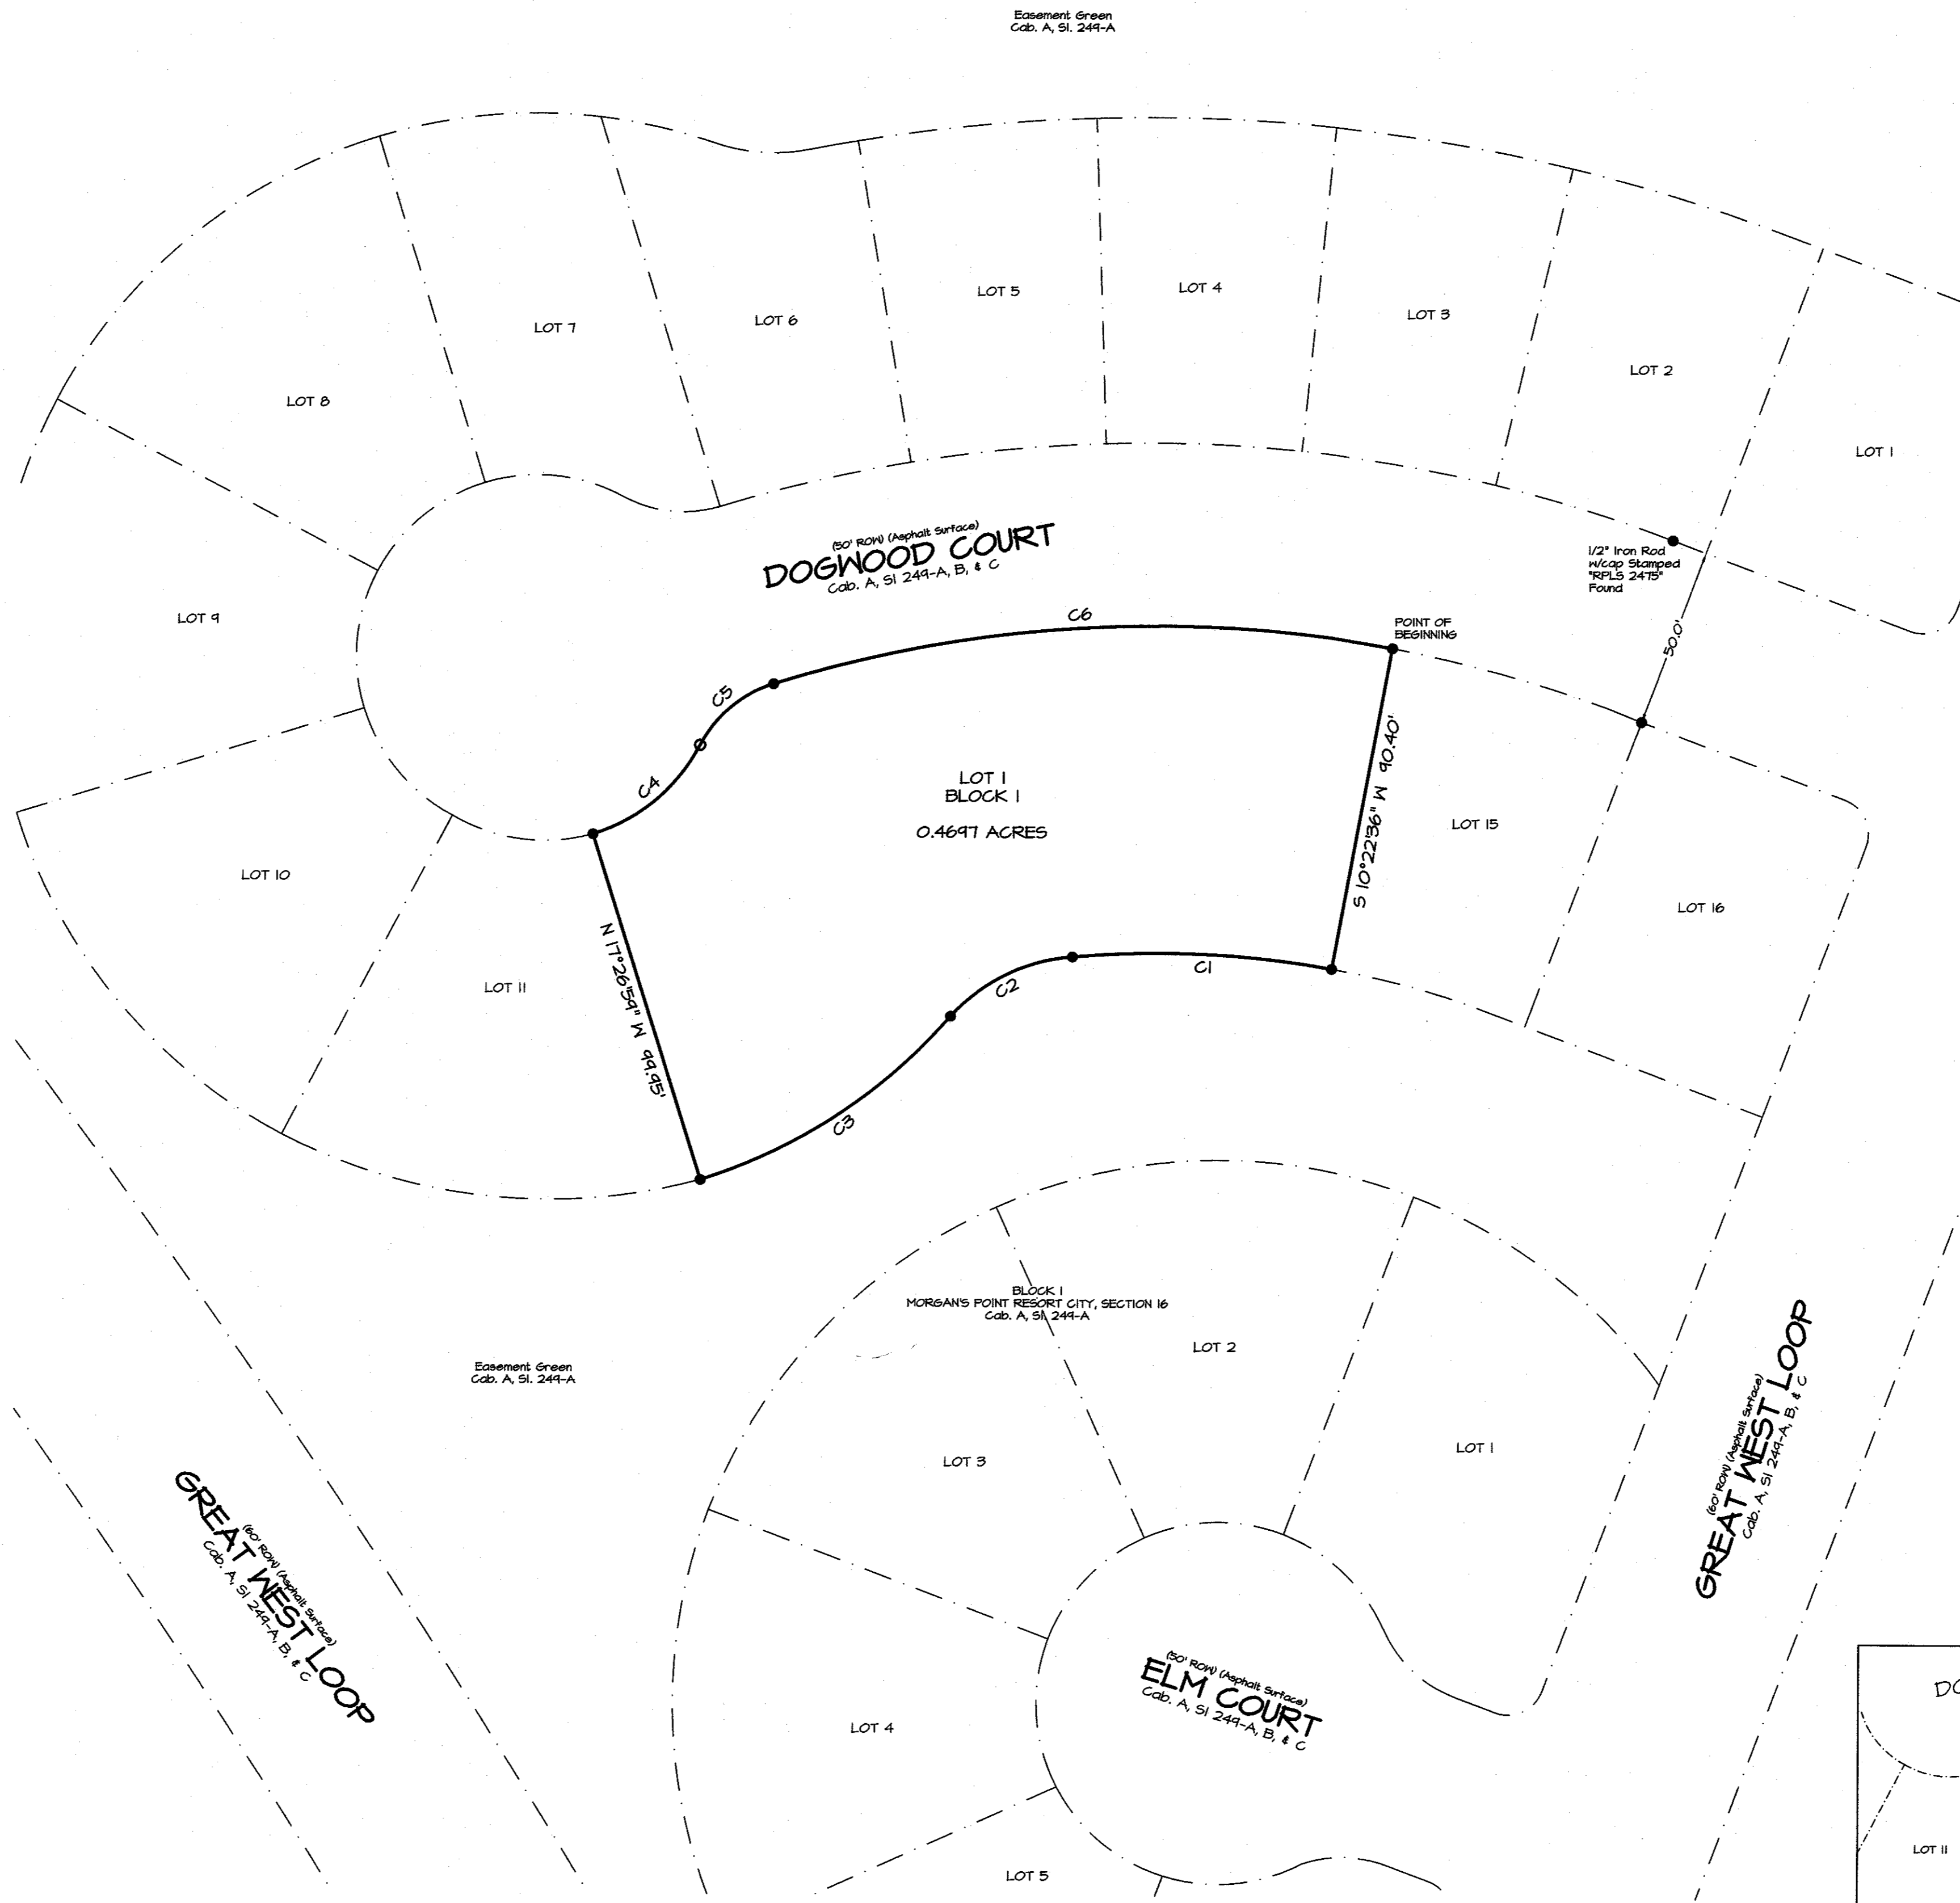 Easement Green
Cab. A, Sl. 249-A
LOT 7
LOT 6
LOT 5
LOT 4
LOT 3
LOT 2
LOT 1
LOT 8
LOT 9
(50' ROW) (Asphalt Surface)
DOGWOOD COURT
Cab. A, Sl 249-A, B, & C
1/2" Iron Rod
w/cap Stamped
"RPLS 2475"
Found
50.0'
C6
POINT OF
BEGINNING
C5
C4
LOT 1
BLOCK 1
0.4697 ACRES
S 10°22'36" W 90.40'
LOT 15
LOT 16
LOT 10
LOT 11
N 17°26'59" W 99.95'
C1
C2
C3
BLOCK 1
MORGAN'S POINT RESORT CITY, SECTION 16
Cab. A, Sl. 249-A
Easement Green
Cab. A, Sl. 249-A
LOT 2
LOT 3
LOT 1
LOT 4
LOT 5
(60' ROW) (Asphalt Surface)
GREAT WEST LOOP
Cab. A, Sl 249-A, B, & C
(50' ROW) (Asphalt Surface)
ELM COURT
Cab. A, Sl 249-A, B, & C
(60' ROW) (Asphalt Surface)
GREAT WEST LOOP
Cab. A, Sl 249-A, B, & C
LOT 11